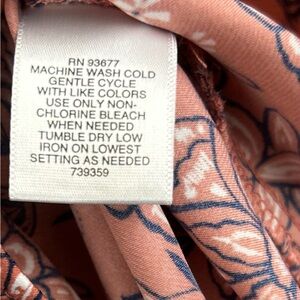 RN 93677
MACHINE WASH COLD
GENTLE CYCLE
WITH LIKE COLORS
USE ONLY NON-
CHLORINE BLEACH
WHEN NEEDED
TUMBLE DRY LOW
IRON ON LOWEST
SETTING AS NEEDED
739359